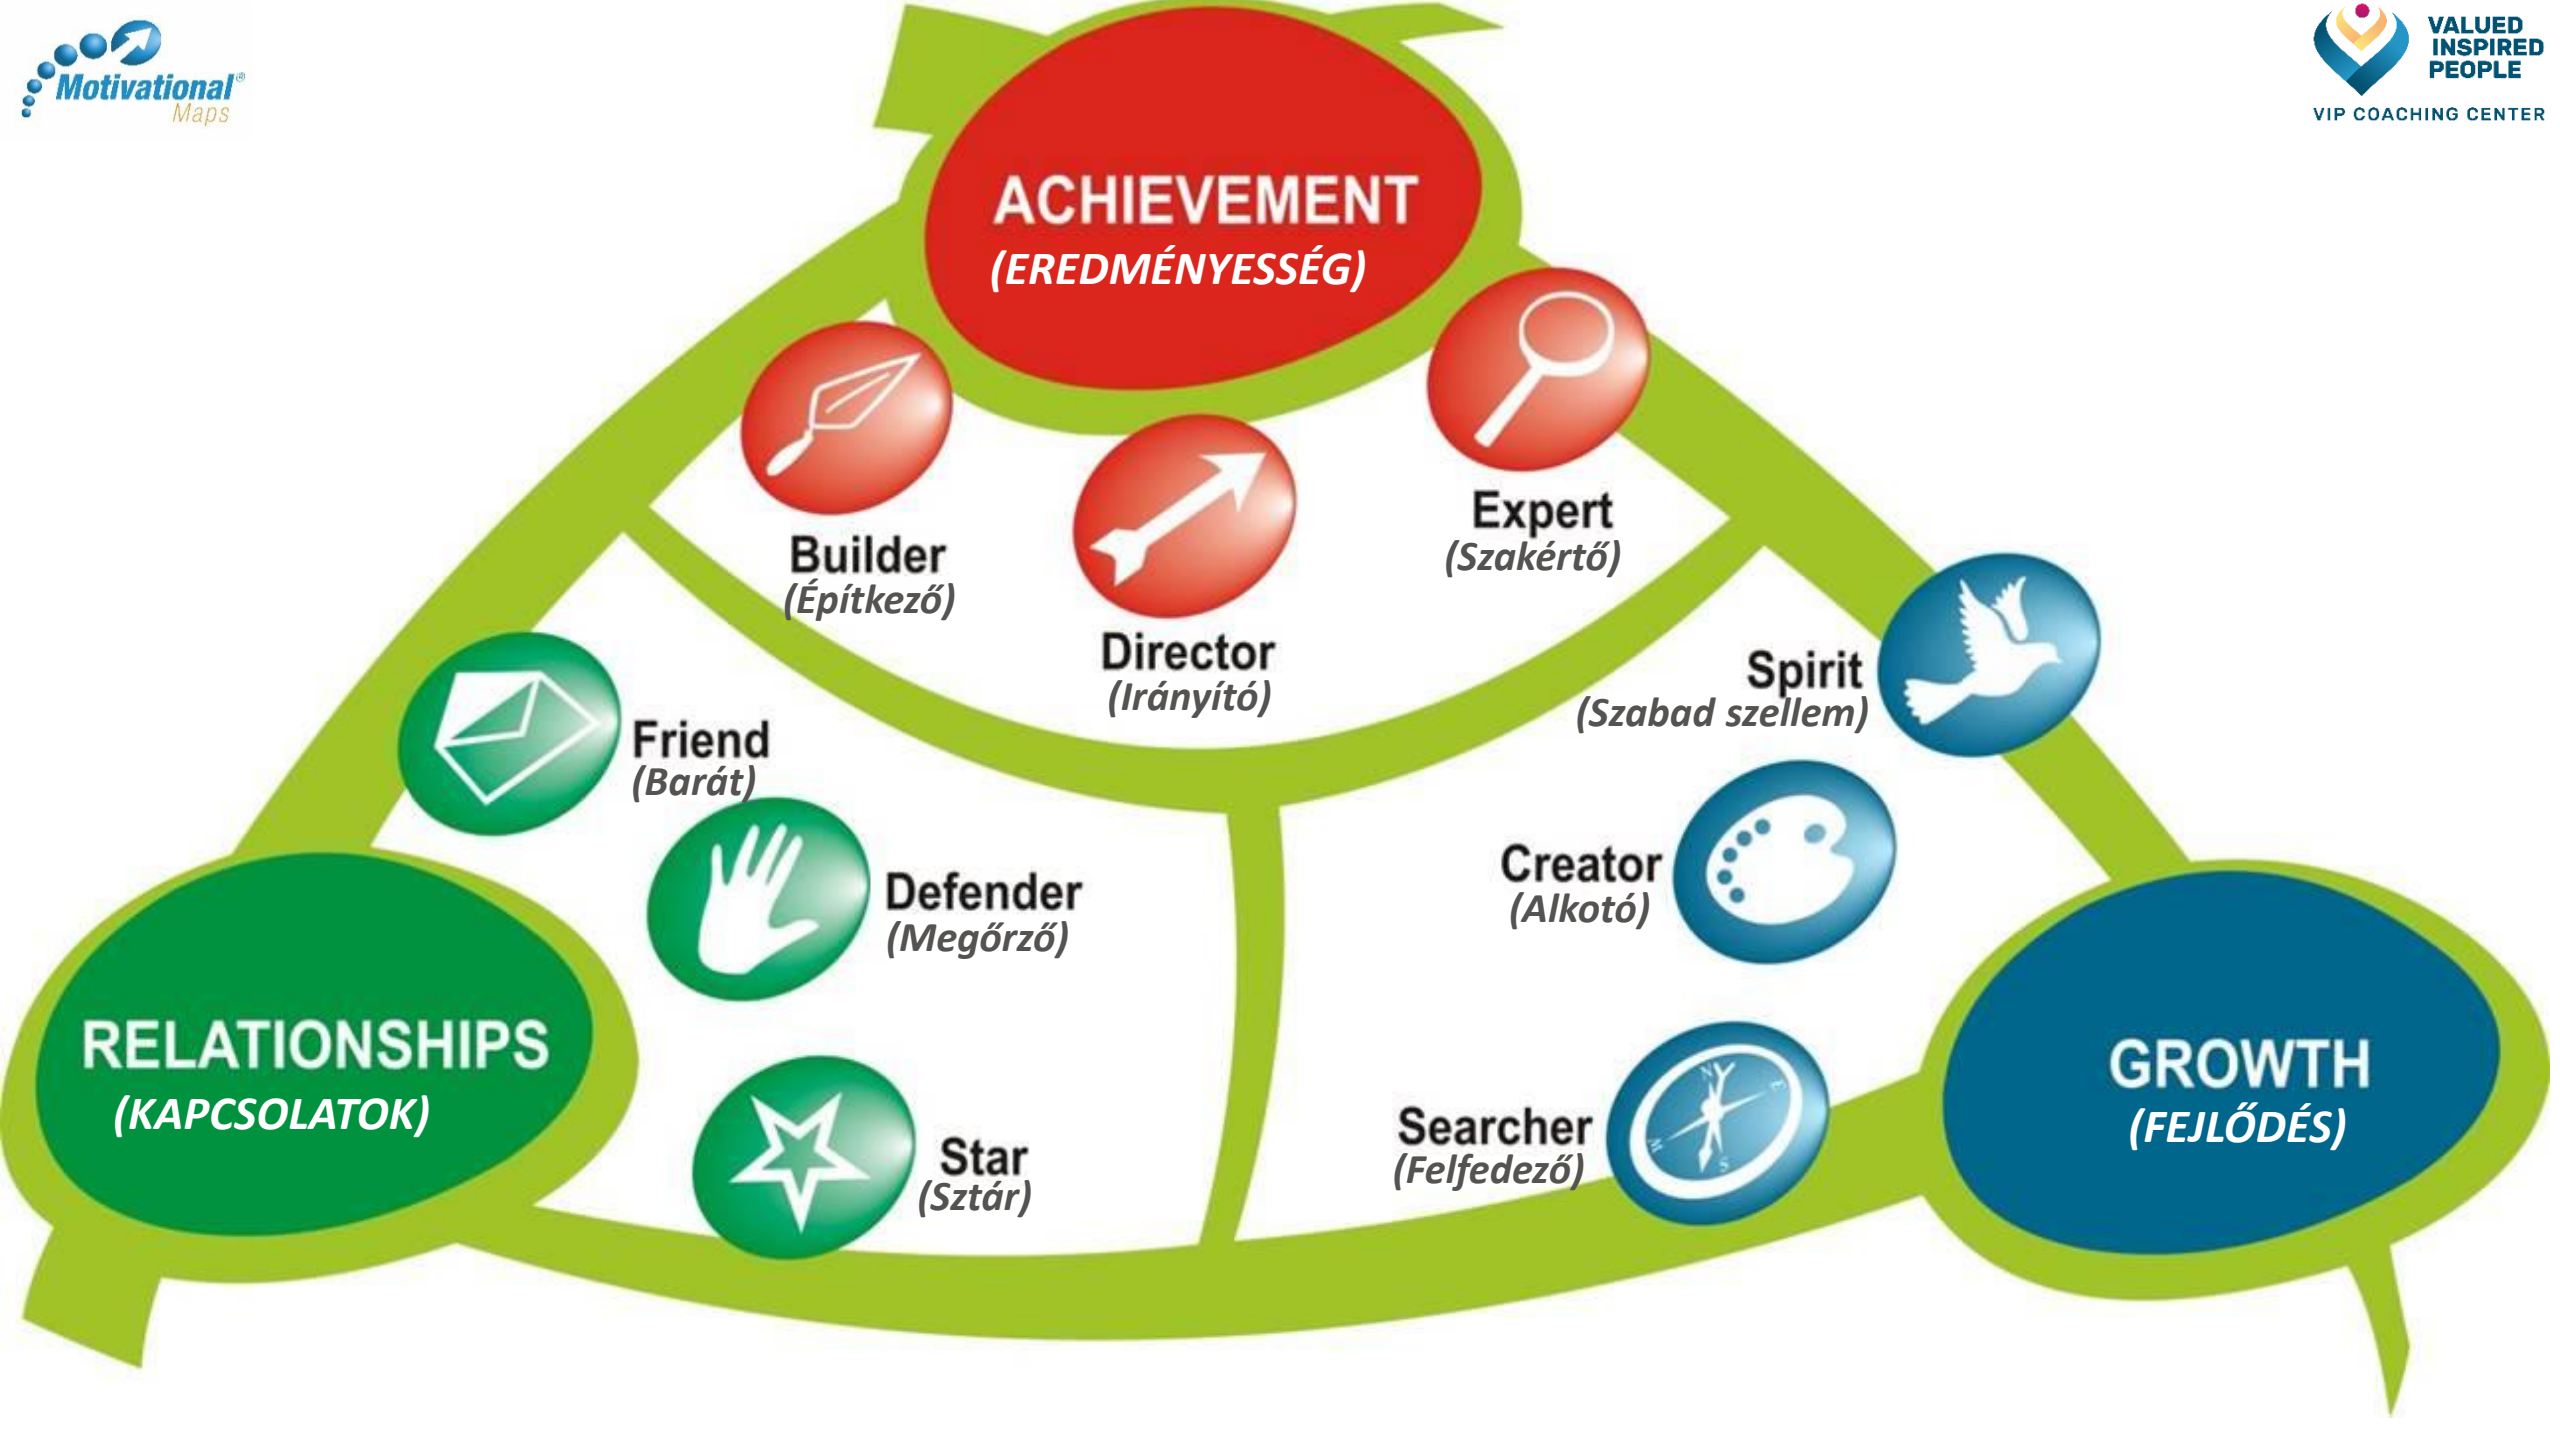 Motivational®
Maps
VALUED
INSPIRED
PEOPLE
VIP COACHING CENTER
ACHIEVEMENT
(EREDMÉNYESSÉG)
Builder
(Építkező)
Director
(Irányító)
Expert
(Szakértő)
Friend
(Barát)
Defender
(Megőrző)
Star
(Sztár)
Spirit
(Szabad szellem)
Creator
(Alkotó)
Searcher
(Felfedező)
N
E
S
W
RELATIONSHIPS
(KAPCSOLATOK)
GROWTH
(FEJLŐDÉS)